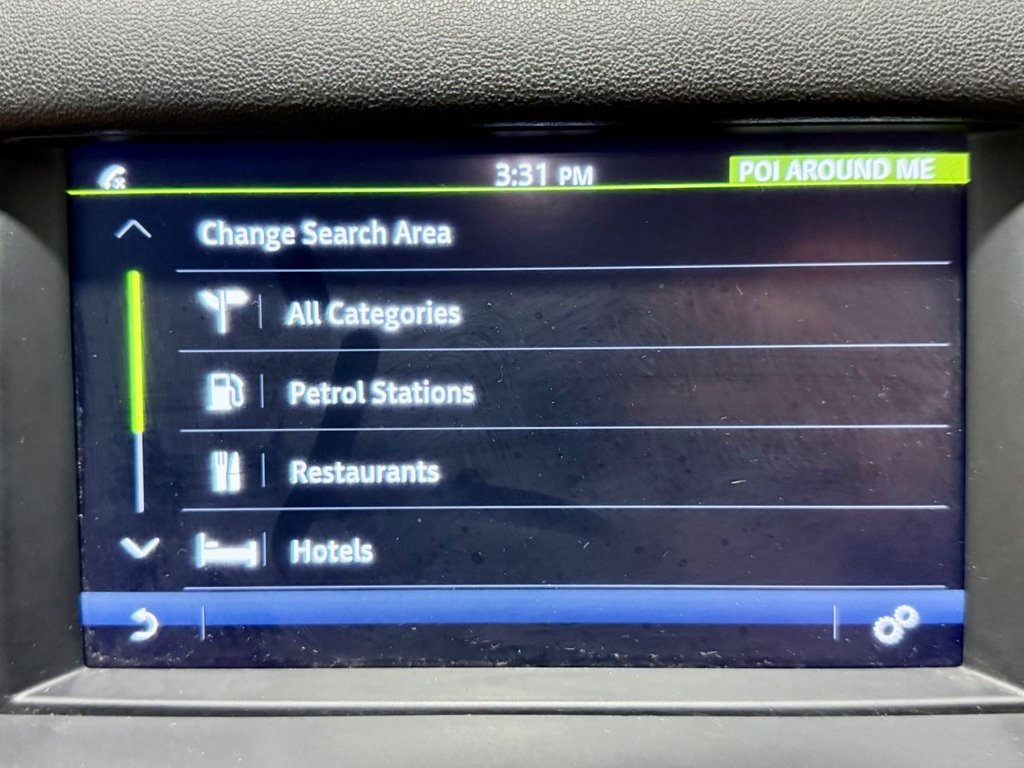 3:31 PM
POI AROUND ME
Change Search Area
All Categories
Petrol Stations
Restaurants
Hotels